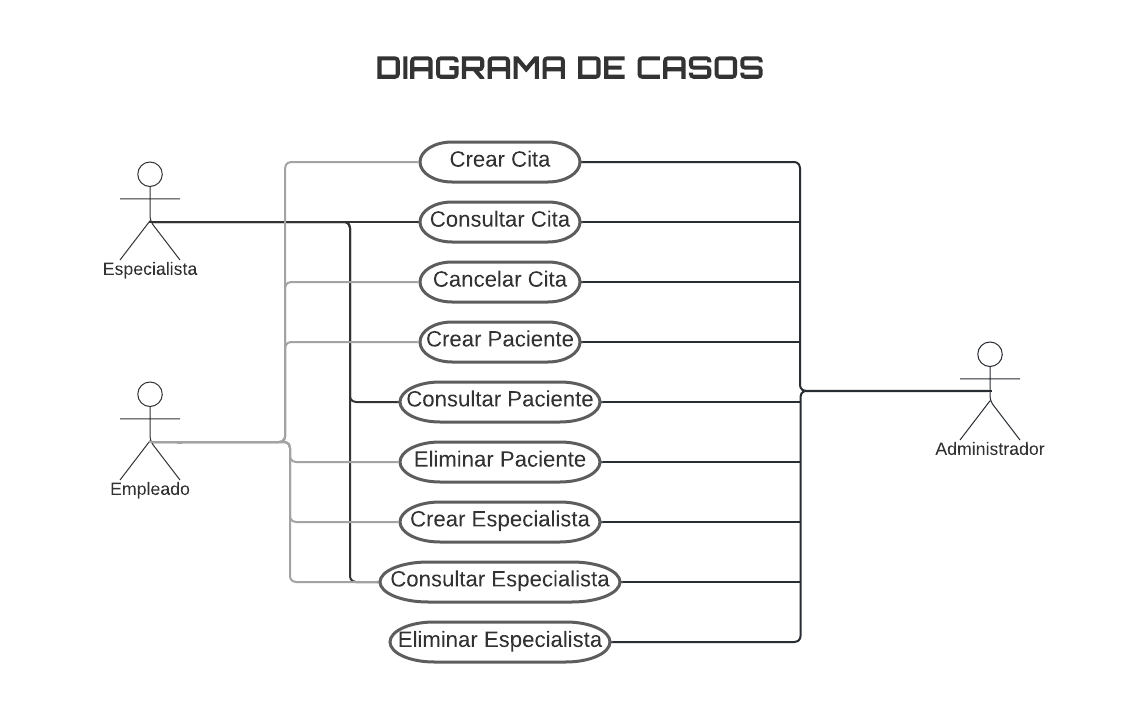 DIAGRAMA DE CASOS
Crear Cita
Consultar Cita
Especialista
Cancelar Cita
Crear Paciente
Consultar Paciente
Administrador
Eliminar Paciente
Empleado
Crear Especialista
Consultar Especialista
Eliminar Especialista